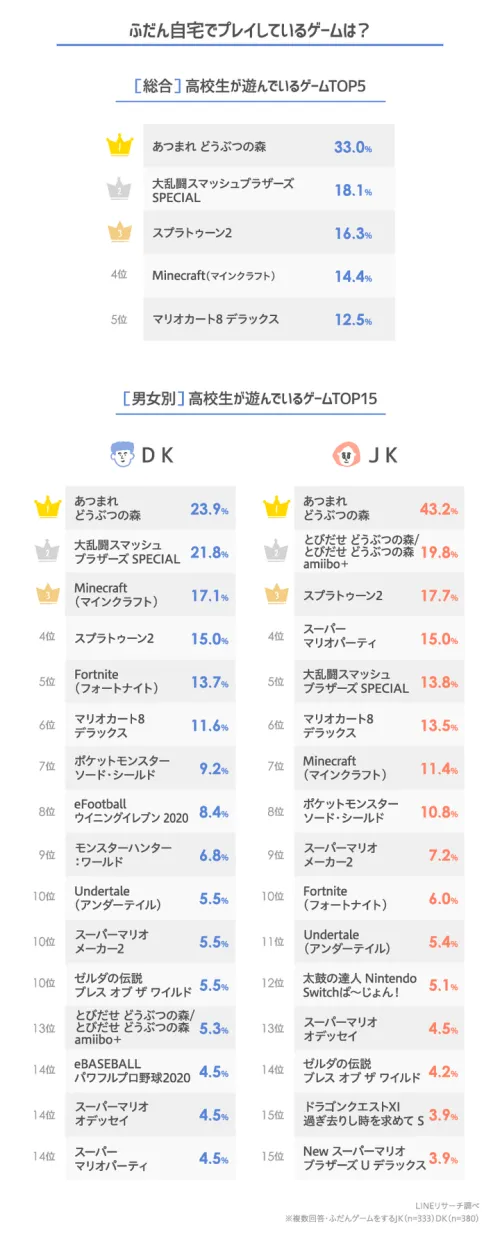 ふだん自宅でプレイしているゲームは？
［総合］高校生が遊んでいるゲームTOP5
1 あつまれ どうぶつの森 33.0%
2 大乱闘スマッシュブラザーズ
SPECIAL 18.1%
3 スプラトゥーン2 16.3%
4位 Minecraft（マインクラフト） 14.4%
5位 マリオカート8 デラックス 12.5%
［男女別］高校生が遊んでいるゲームTOP15
DK
1 あつまれ
どうぶつの森 23.9%
2 大乱闘スマッシュ
ブラザーズ SPECIAL 21.8%
3 Minecraft
（マインクラフト） 17.1%
4位 スプラトゥーン2 15.0%
5位 Fortnite
（フォートナイト） 13.7%
6位 マリオカート8
デラックス 11.6%
7位 ポケットモンスター
ソード・シールド 9.2%
8位 eFootball
ウイニングイレブン 2020 8.4%
9位 モンスターハンター
：ワールド 6.8%
10位 Undertale
（アンダーテイル） 5.5%
10位 スーパーマリオ
メーカー2 5.5%
10位 ゼルダの伝説
ブレス オブ ザ ワイルド 5.5%
13位 とびだせ どうぶつの森/
とびだせ どうぶつの森
amiibo+ 5.3%
14位 eBASEBALL
パワフルプロ野球2020 4.5%
14位 スーパーマリオ
オデッセイ 4.5%
14位 スーパー
マリオパーティ 4.5%
JK
1 あつまれ
どうぶつの森 43.2%
2 とびだせ どうぶつの森/
とびだせ どうぶつの森
amiibo+ 19.8%
3 スプラトゥーン2 17.7%
4位 スーパー
マリオパーティ 15.0%
5位 大乱闘スマッシュ
ブラザーズ SPECIAL 13.8%
6位 マリオカート8
デラックス 13.5%
7位 Minecraft
（マインクラフト） 11.4%
8位 ポケットモンスター
ソード・シールド 10.8%
9位 スーパーマリオ
メーカー2 7.2%
10位 Fortnite
（フォートナイト） 6.0%
11位 Undertale
（アンダーテイル） 5.4%
12位 太鼓の達人 Nintendo
Switchば〜じょん！ 5.1%
13位 スーパーマリオ
オデッセイ 4.5%
14位 ゼルダの伝説
ブレス オブ ザ ワイルド 4.2%
15位 ドラゴンクエストXI
過ぎ去りし時を求めて S 3.9%
15位 New スーパーマリオ
ブラザーズ U デラックス 3.9%
LINEリサーチ調べ
※複数回答・ふだんゲームをするJK（n=333）DK（n=380）